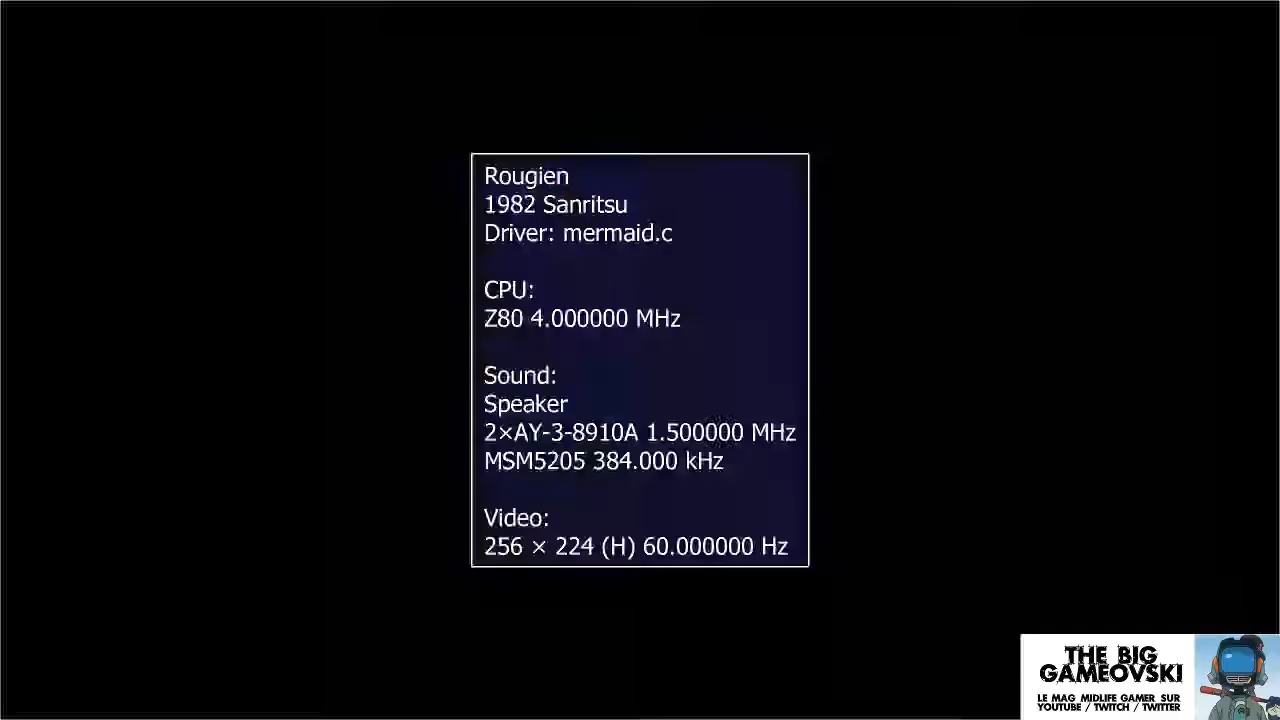 Rougien
1982 Sanritsu
Driver: mermaid.c
CPU:
Z80 4.000000 MHz
Sound:
Speaker
2×AY-3-8910A 1.500000 MHz
MSM5205 384.000 kHz
Video:
256 × 224 (H) 60.000000 Hz
THE BIG
GAMEOVSKI
LE MAG MIDLIFE GAMER SUR
YOUTUBE / TWITCH / TWITTER